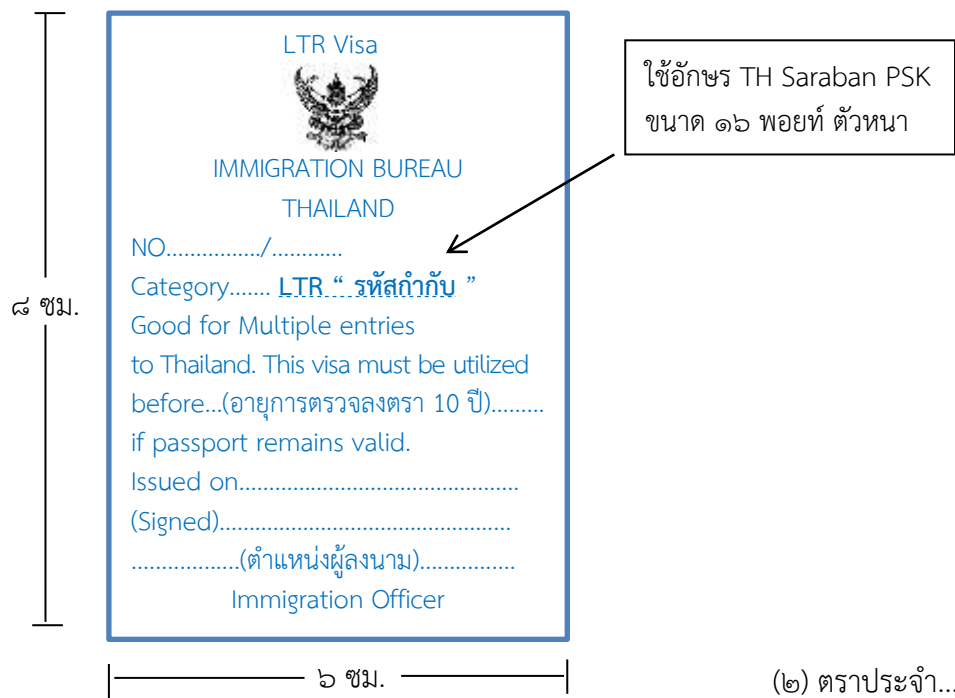 LTR Visa
IMMIGRATION BUREAU
THAILAND
NO................/............
Category....... LTR “ รหัสกำกับ ”
Good for Multiple entries
to Thailand. This visa must be utilized
before...(อายุการตรวจลงตรา 10 ปี).........
if passport remains valid.
Issued on.................................................
(Signed)...................................................
..................(ตำแหน่งผู้ลงนาม)................
Immigration Officer
ใช้อักษร TH Saraban PSK
ขนาด ๑๖ พอยท์ ตัวหนา
๘ ซม.
๖ ซม.
(๒) ตราประจำ...